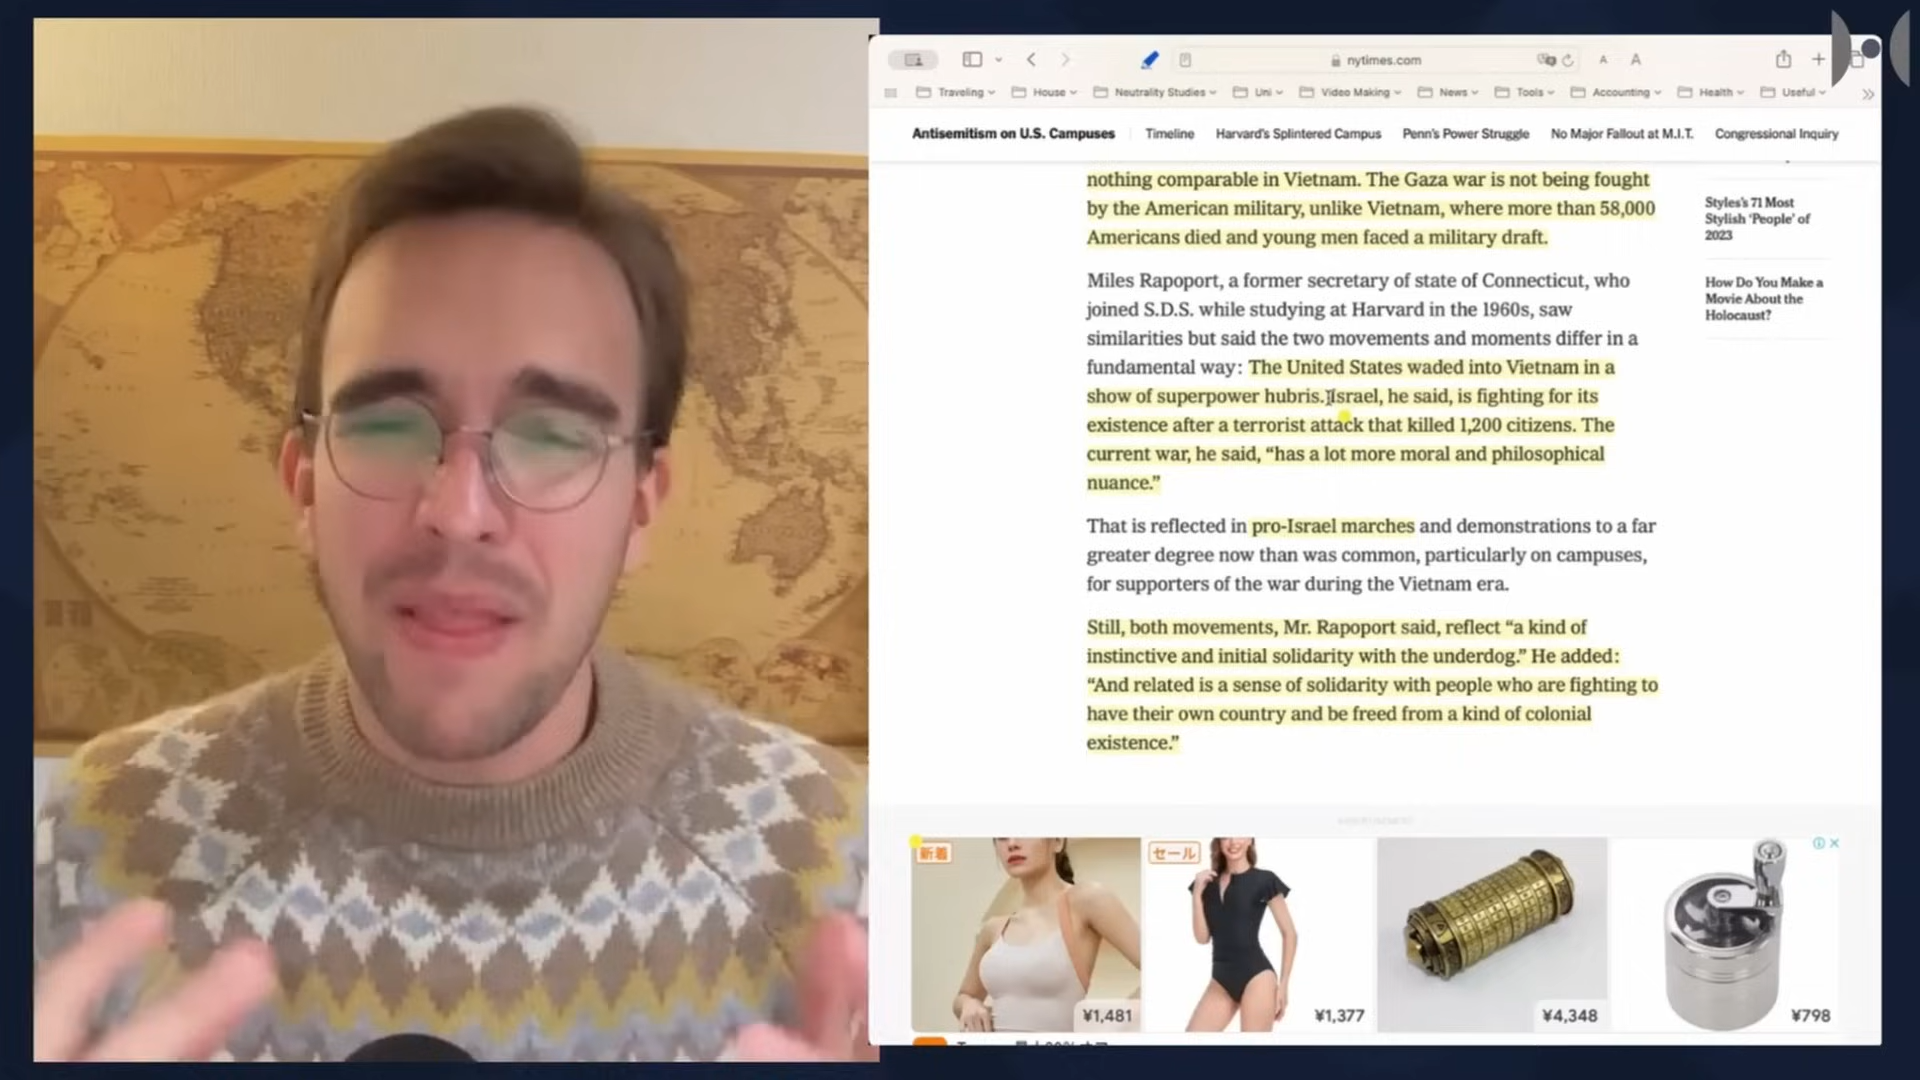 nytimes.com
A A
Traveling House Neutrality Studies Uni Video Making News Tools Accounting Health Useful
Antisemitism on U.S. Campuses Timeline Harvard's Splintered Campus Penn's Power Struggle No Major Fallout at M.I.T. Congressional Inquiry
nothing comparable in Vietnam. The Gaza war is not being fought
by the American military, unlike Vietnam, where more than 58,000
Americans died and young men faced a military draft.
Miles Rapoport, a former secretary of state of Connecticut, who
joined S.D.S. while studying at Harvard in the 1960s, saw
similarities but said the two movements and moments differ in a
fundamental way: The United States waded into Vietnam in a
show of superpower hubris. Israel, he said, is fighting for its
existence after a terrorist attack that killed 1,200 citizens. The
current war, he said, “has a lot more moral and philosophical
nuance.”
That is reflected in pro-Israel marches and demonstrations to a far
greater degree now than was common, particularly on campuses,
for supporters of the war during the Vietnam era.
Still, both movements, Mr. Rapoport said, reflect “a kind of
instinctive and initial solidarity with the underdog.” He added:
“And related is a sense of solidarity with people who are fighting to
have their own country and be freed from a kind of colonial
existence.”
Styles's 71 Most
Stylish ‘People’ of
2023
How Do You Make a
Movie About the
Holocaust?
新着
セール
¥1,481
¥1,377
¥4,348
¥798